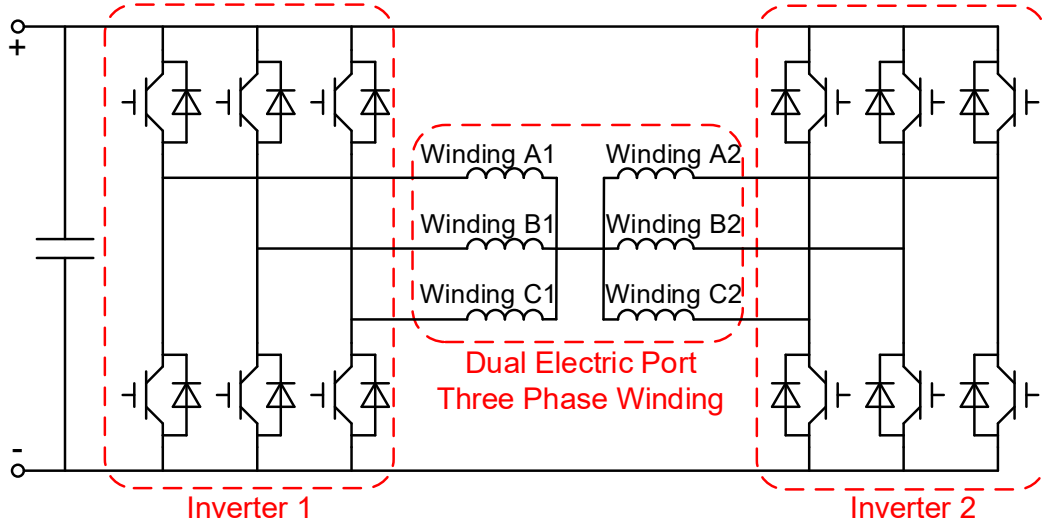 +
Winding A1
Winding A2
Winding B1
Winding B2
Winding C1
Winding C2
Dual Electric Port
Three Phase Winding
-
Inverter 1
Inverter 2